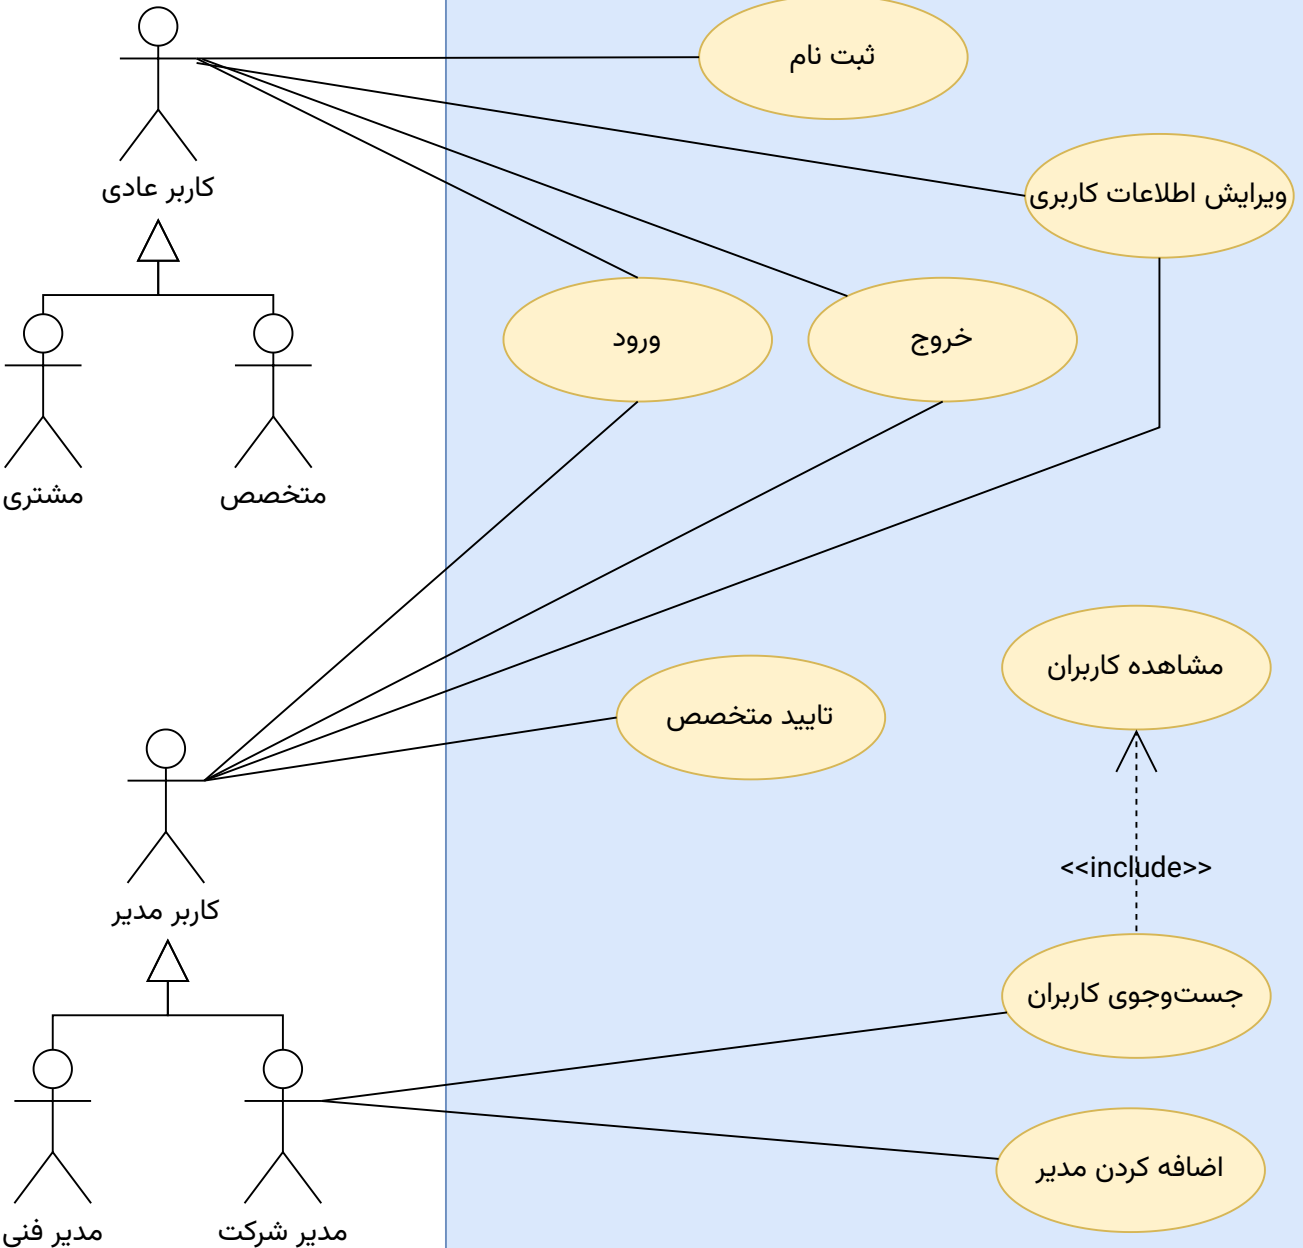 ثبت نام
کاربر عادی
ویرایش اطلاعات کاربری
ورود
خروج
مشتری
متخصص
مشاهده کاربران
تایید متخصص
<<include>>
کاربر مدیر
جست‌وجوی کاربران
اضافه کردن مدیر
مدیر فنی
مدیر شرکت